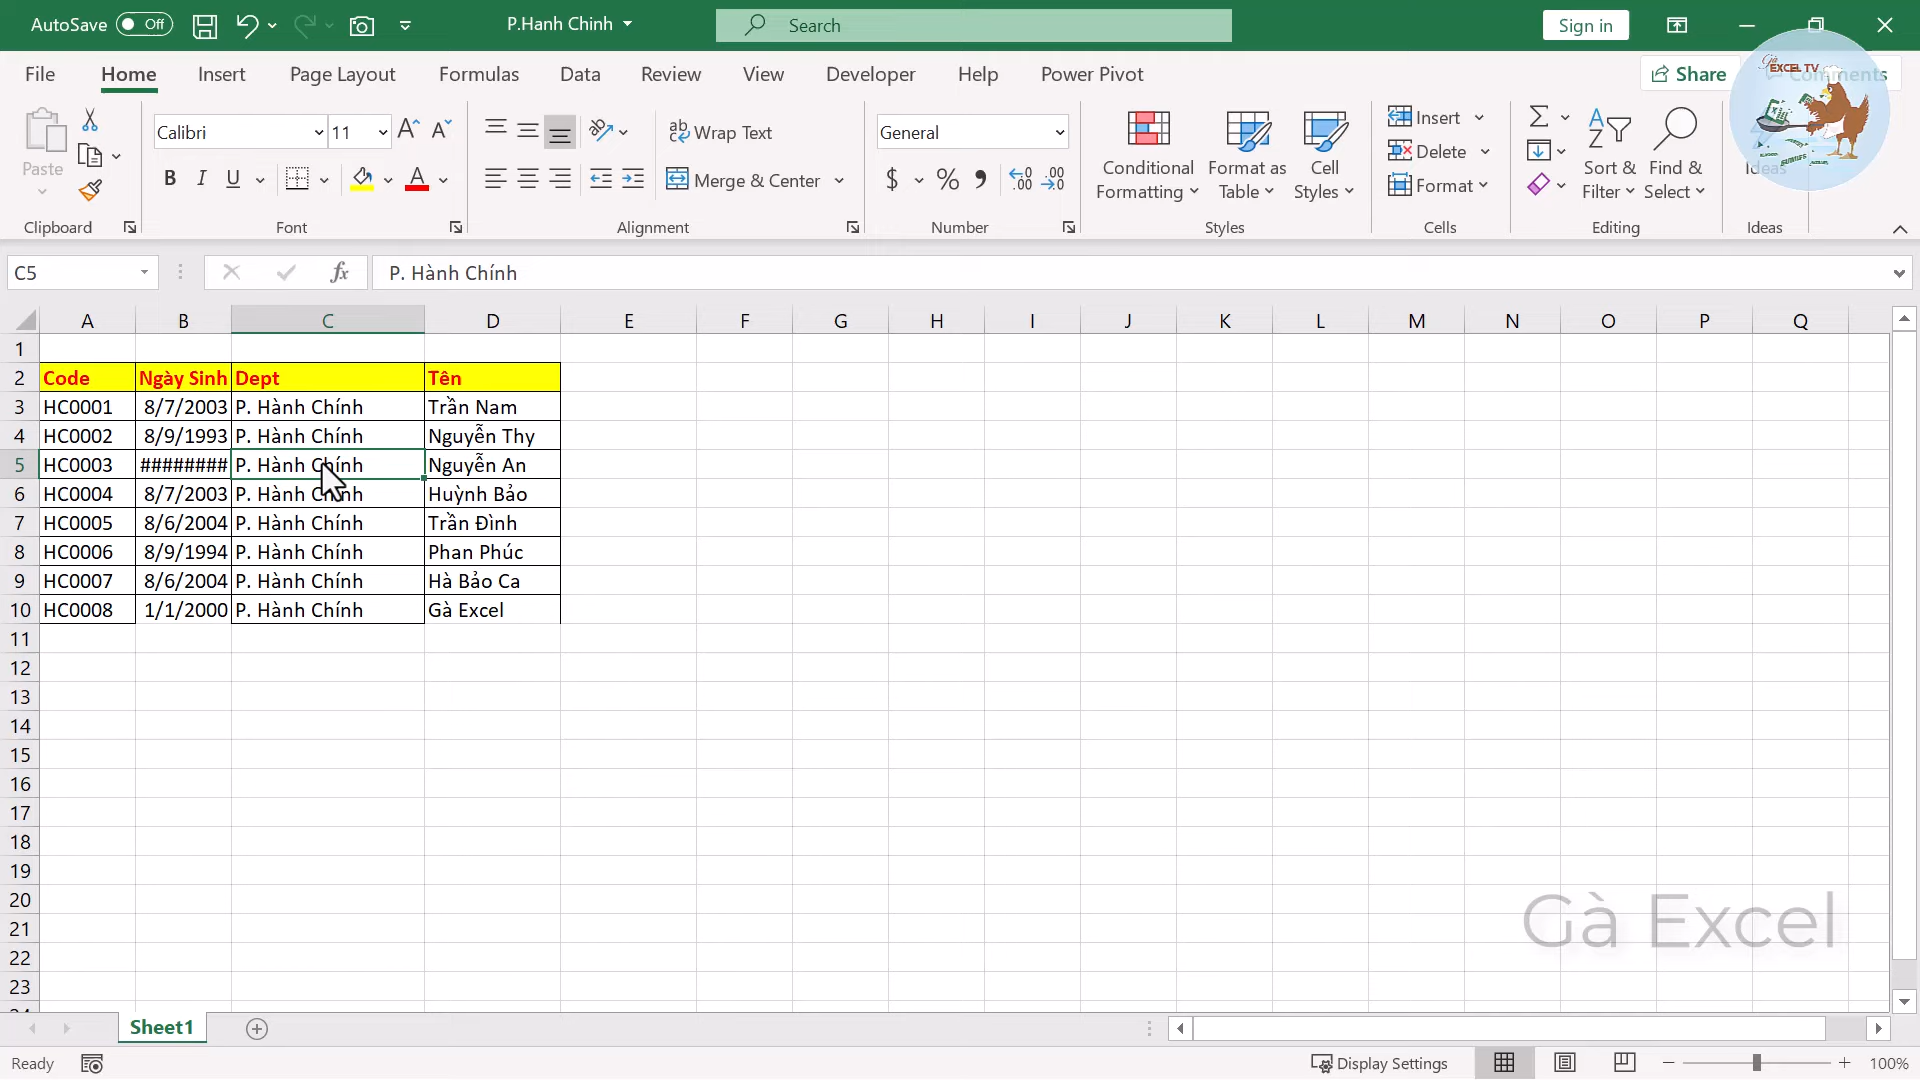 AutoSave Off P.Hanh Chinh Search Sign in
File Home Insert Page Layout Formulas Data Review View Developer Help Power Pivot Share Comments
Gà EXCEL TV
Paste Calibri 11 Wrap Text General Conditional Formatting Format as Table Cell Styles Insert Sort & Filter Find & Select Ideas
Merge & Center Delete
Format
Clipboard Font Alignment Number Styles Cells Editing Ideas
C5 fx P. Hành Chính
A B C D E F G H I J K L M N O P Q
1
2 Code Ngày Sinh Dept Tên
3 HC0001 8/7/2003 P. Hành Chính Trần Nam
4 HC0002 8/9/1993 P. Hành Chính Nguyễn Thy
5 HC0003 ######## P. Hành Chính Nguyễn An
6 HC0004 8/7/2003 P. Hành Chính Huỳnh Bảo
7 HC0005 8/6/2004 P. Hành Chính Trần Đình
8 HC0006 8/9/1994 P. Hành Chính Phan Phúc
9 HC0007 8/6/2004 P. Hành Chính Hà Bảo Ca
10 HC0008 1/1/2000 P. Hành Chính Gà Excel
11
12
13
14
15
16
17
18
19
20
21
22
23
Gà Excel
Sheet1
Ready Display Settings 100%